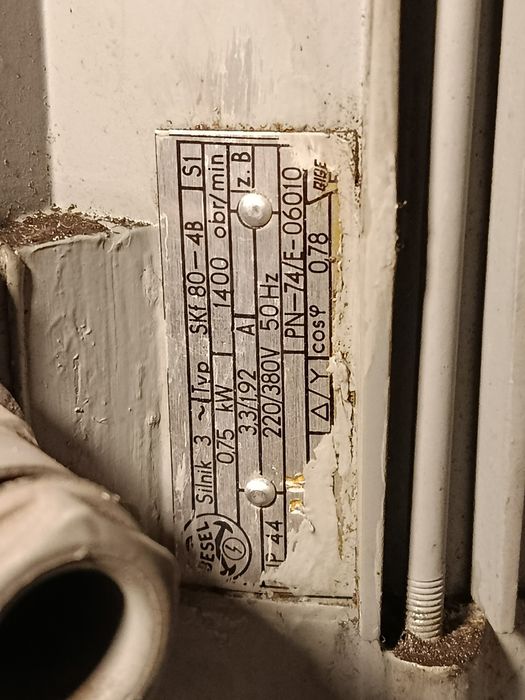 Silnik 3 ~ Typ SKf 80-4B S1
0,75 kW 1400 obr/min
3,3/1,92 A iz. B
220/380V 50Hz
BESEL
IP 44 PN-74/E-06010
△/Y cosφ 0,78 BBE